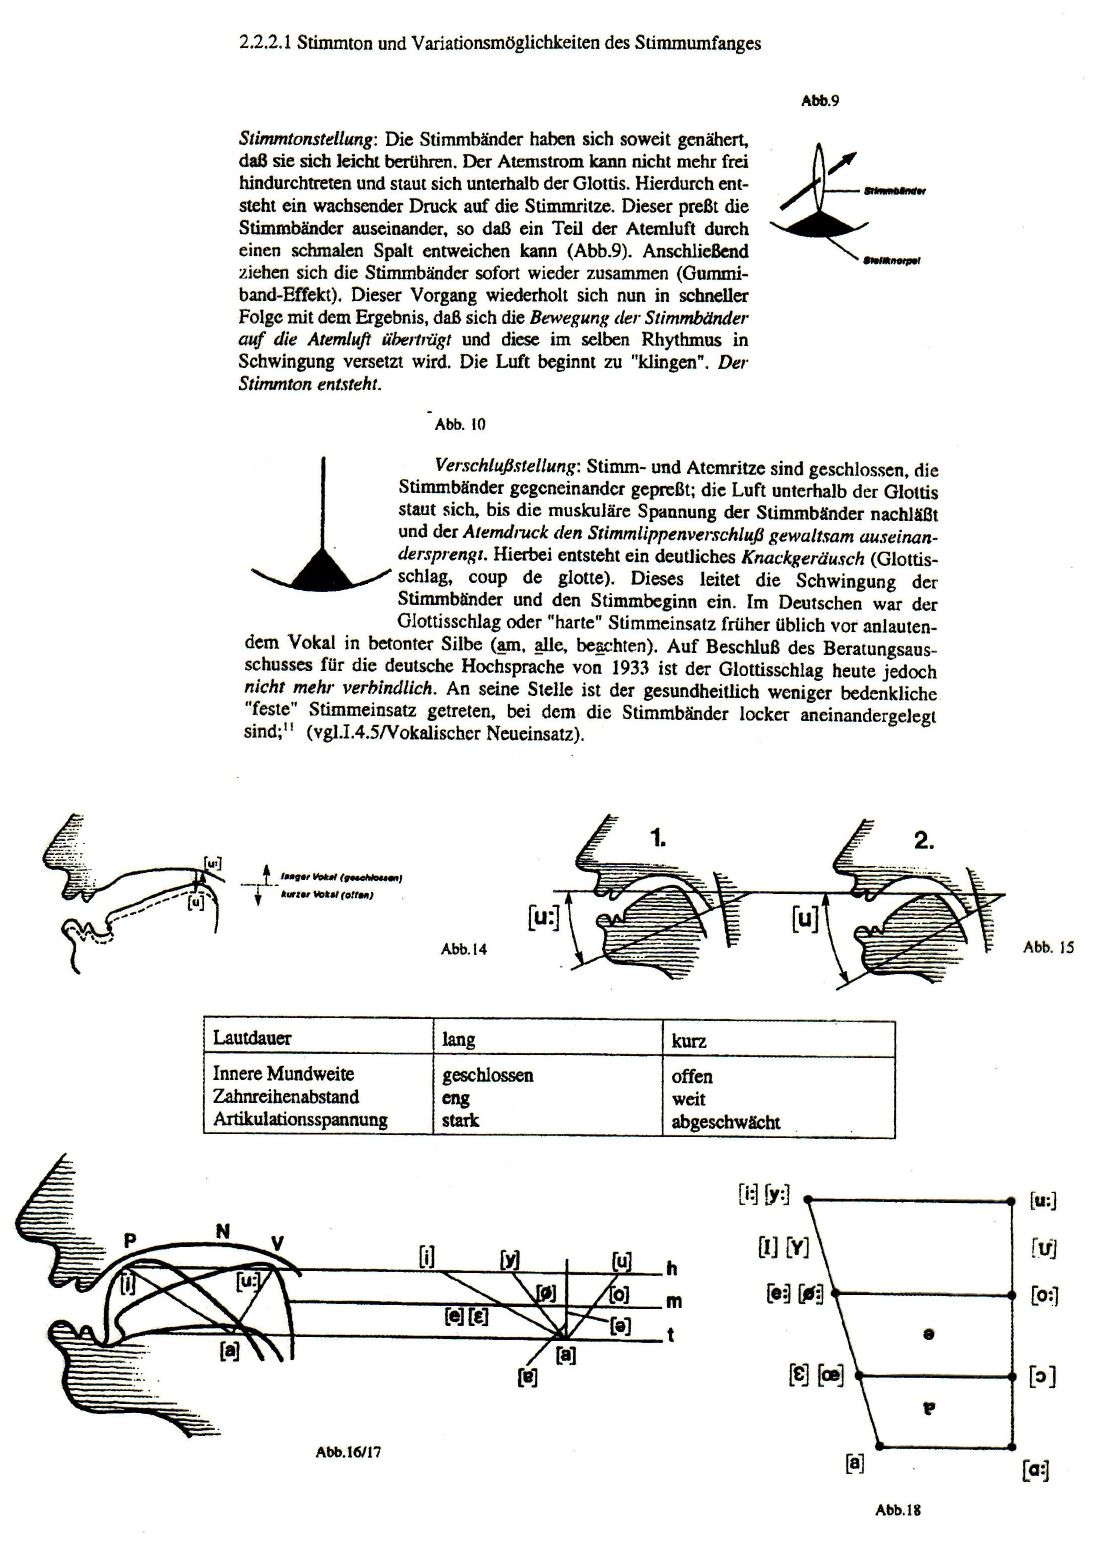 2.2.2.1 Stimmton und Variationsmöglichkeiten des Stimmumfanges
Abb.9
Stimmtonstellung: Die Stimmbänder haben sich soweit genähert,
daß sie sich leicht berühren. Der Atemstrom kann nicht mehr frei
hindurchtreten und staut sich unterhalb der Glottis. Hierdurch ent-
steht ein wachsender Druck auf die Stimmritze. Dieser preßt die
Stimmbänder auseinander, so daß ein Teil der Atemluft durch
einen schmalen Spalt entweichen kann (Abb.9). Anschließend
ziehen sich die Stimmbänder sofort wieder zusammen (Gummi-
band-Effekt). Dieser Vorgang wiederholt sich nun in schneller
Folge mit dem Ergebnis, daß sich die Bewegung der Stimmbänder
auf die Atemluft überträgt und diese im selben Rhythmus in
Schwingung versetzt wird. Die Luft beginnt zu "klingen". Der
Stimmton entsteht.
Stimmbänder
Stellknorpel
Abb. 10
Verschlußstellung: Stimm- und Atemritze sind geschlossen, die
Stimmbänder gegeneinander gepreßt; die Luft unterhalb der Glottis
staut sich, bis die muskuläre Spannung der Stimmbänder nachläßt
und der Atemdruck den Stimmlippenverschluß gewaltsam auseinan-
dersprengt. Hierbei entsteht ein deutliches Knackgeräusch (Glottis-
schlag, coup de glotte). Dieses leitet die Schwingung der
Stimmbänder und den Stimmbeginn ein. Im Deutschen war der
Glottisschlag oder "harte" Stimmeinsatz früher üblich vor anlauten-
dem Vokal in betonter Silbe (am, alle, beachten). Auf Beschluß des Beratungsaus-
schusses für die deutsche Hochsprache von 1933 ist der Glottisschlag heute jedoch
nicht mehr verbindlich. An seine Stelle ist der gesundheitlich weniger bedenkliche
"feste" Stimmeinsatz getreten, bei dem die Stimmbänder locker aneinandergelegt
sind;¹¹ (vgl.I.4.5/Vokalischer Neueinsatz).
[u:]
[u]
langer Vokal (geschlossen)
kurzer Vokal (offen)
Abb.14
1.
[u:]
2.
[u]
Abb. 15
Lautdauer lang kurz
Innere Mundweite geschlossen offen
Zahnreihenabstand eng weit
Artikulationsspannung stark abgeschwächt
P N V
[i] [u:]
[a]
[i] [y] [u] h
[ø] [o] m
[e] [ɛ] [ə] t
[a]
[ɐ]
Abb.16/17
[i:] [y:] [u:]
[I] [Y] [ʊ]
[e:] [ø:] [o:]
ə
[ɛ] [œ] [ɔ]
ɐ
[a] [ɑ:]
Abb.18